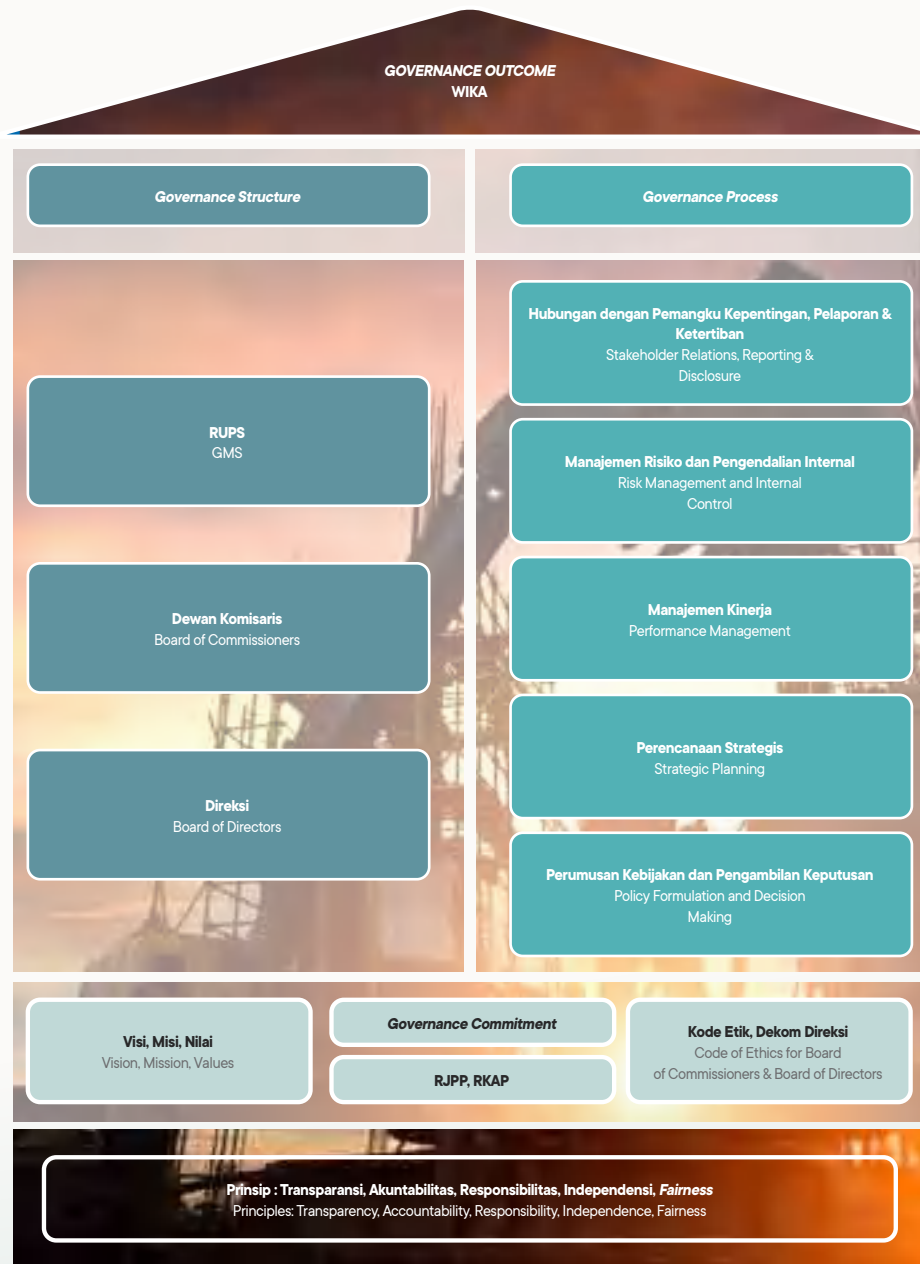 GOVERNANCE OUTCOME
WIKA
Governance Structure
Governance Process
RUPS
GMS
Dewan Komisaris
Board of Commissioners
Direksi
Board of Directors
Hubungan dengan Pemangku Kepentingan, Pelaporan &
Ketertiban
Stakeholder Relations, Reporting &
Disclosure
Manajemen Risiko dan Pengendalian Internal
Risk Management and Internal
Control
Manajemen Kinerja
Performance Management
Perencanaan Strategis
Strategic Planning
Perumusan Kebijakan dan Pengambilan Keputusan
Policy Formulation and Decision
Making
Visi, Misi, Nilai
Vision, Mission, Values
Governance Commitment
RJPP, RKAP
Kode Etik, Dekom Direksi
Code of Ethics for Board
of Commissioners & Board of Directors
Prinsip : Transparansi, Akuntabilitas, Responsibilitas, Independensi, Fairness
Principles: Transparency, Accountability, Responsibility, Independence, Fairness